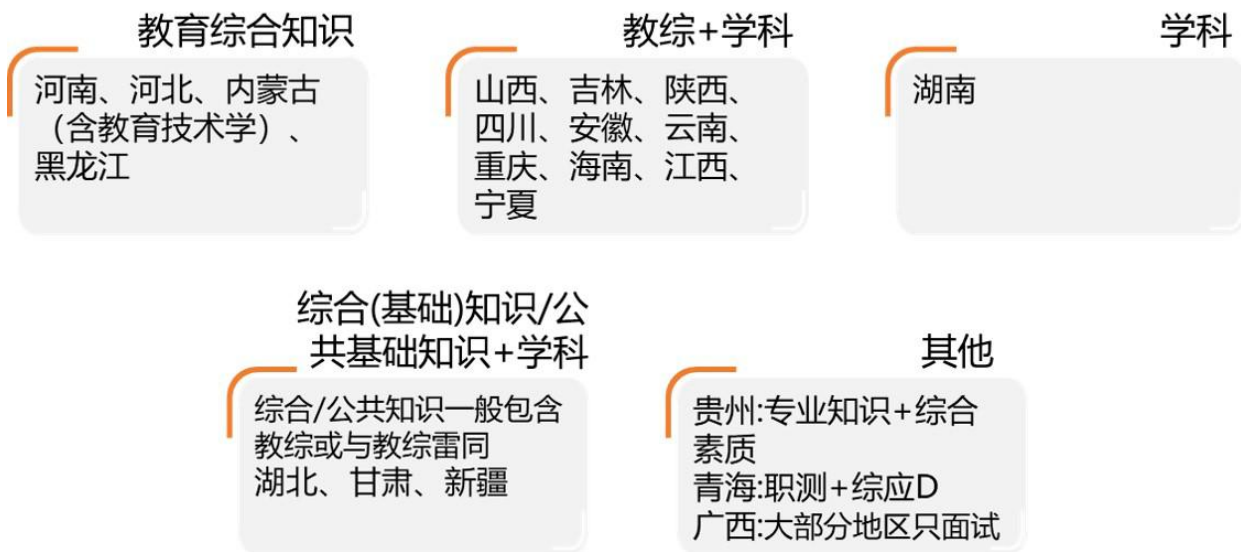 教育综合知识
河南、河北、内蒙古
（含教育技术学）、
黑龙江
教综+学科
山西、吉林、陕西、
四川、安徽、云南、
重庆、海南、江西、
宁夏
学科
湖南
综合(基础)知识/公
共基础知识+学科
综合/公共知识一般包含
教综或与教综雷同
湖北、甘肃、新疆
其他
贵州:专业知识+综合
素质
青海:职测+综应D
广西:大部分地区只面试